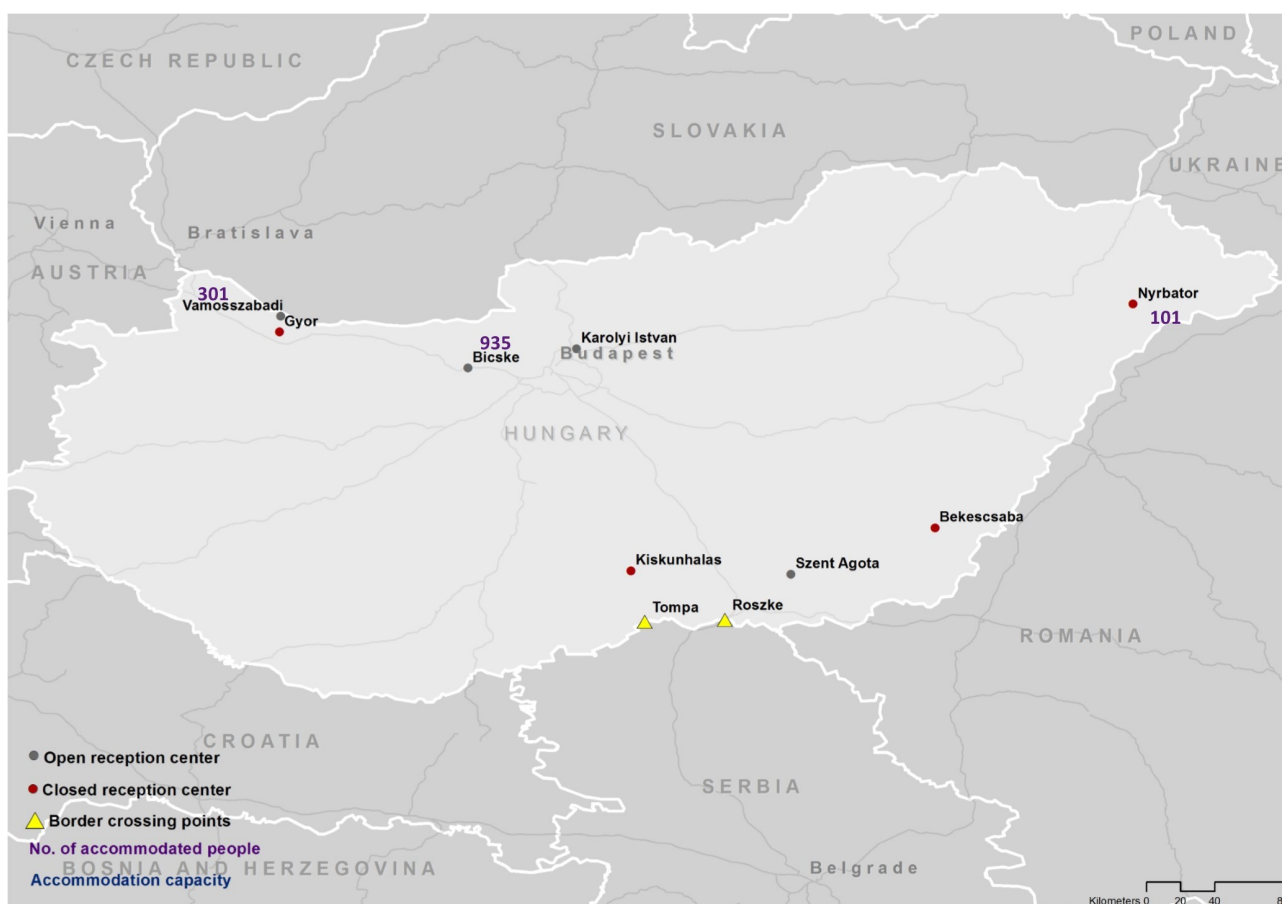 POLAND
CZECH REPUBLIC
SLOVAKIA
UKRAINE
Vienna
Bratislava
AUSTRIA
301
Vamosszabadi
Gyor
Nyrbator
101
935
Bicske
Karolyi Istvan
Budapest
HUNGARY
Bekescsaba
Kiskunhalas
Szent Agota
Tompa
Roszke
ROMANIA
CROATIA
SERBIA
Open reception center
Closed reception center
Border crossing points
No. of accommodated people
BOSNIA AND HERZEGOVINA
Accommodation capacity
Belgrade
Kilometers 0 20 40 8